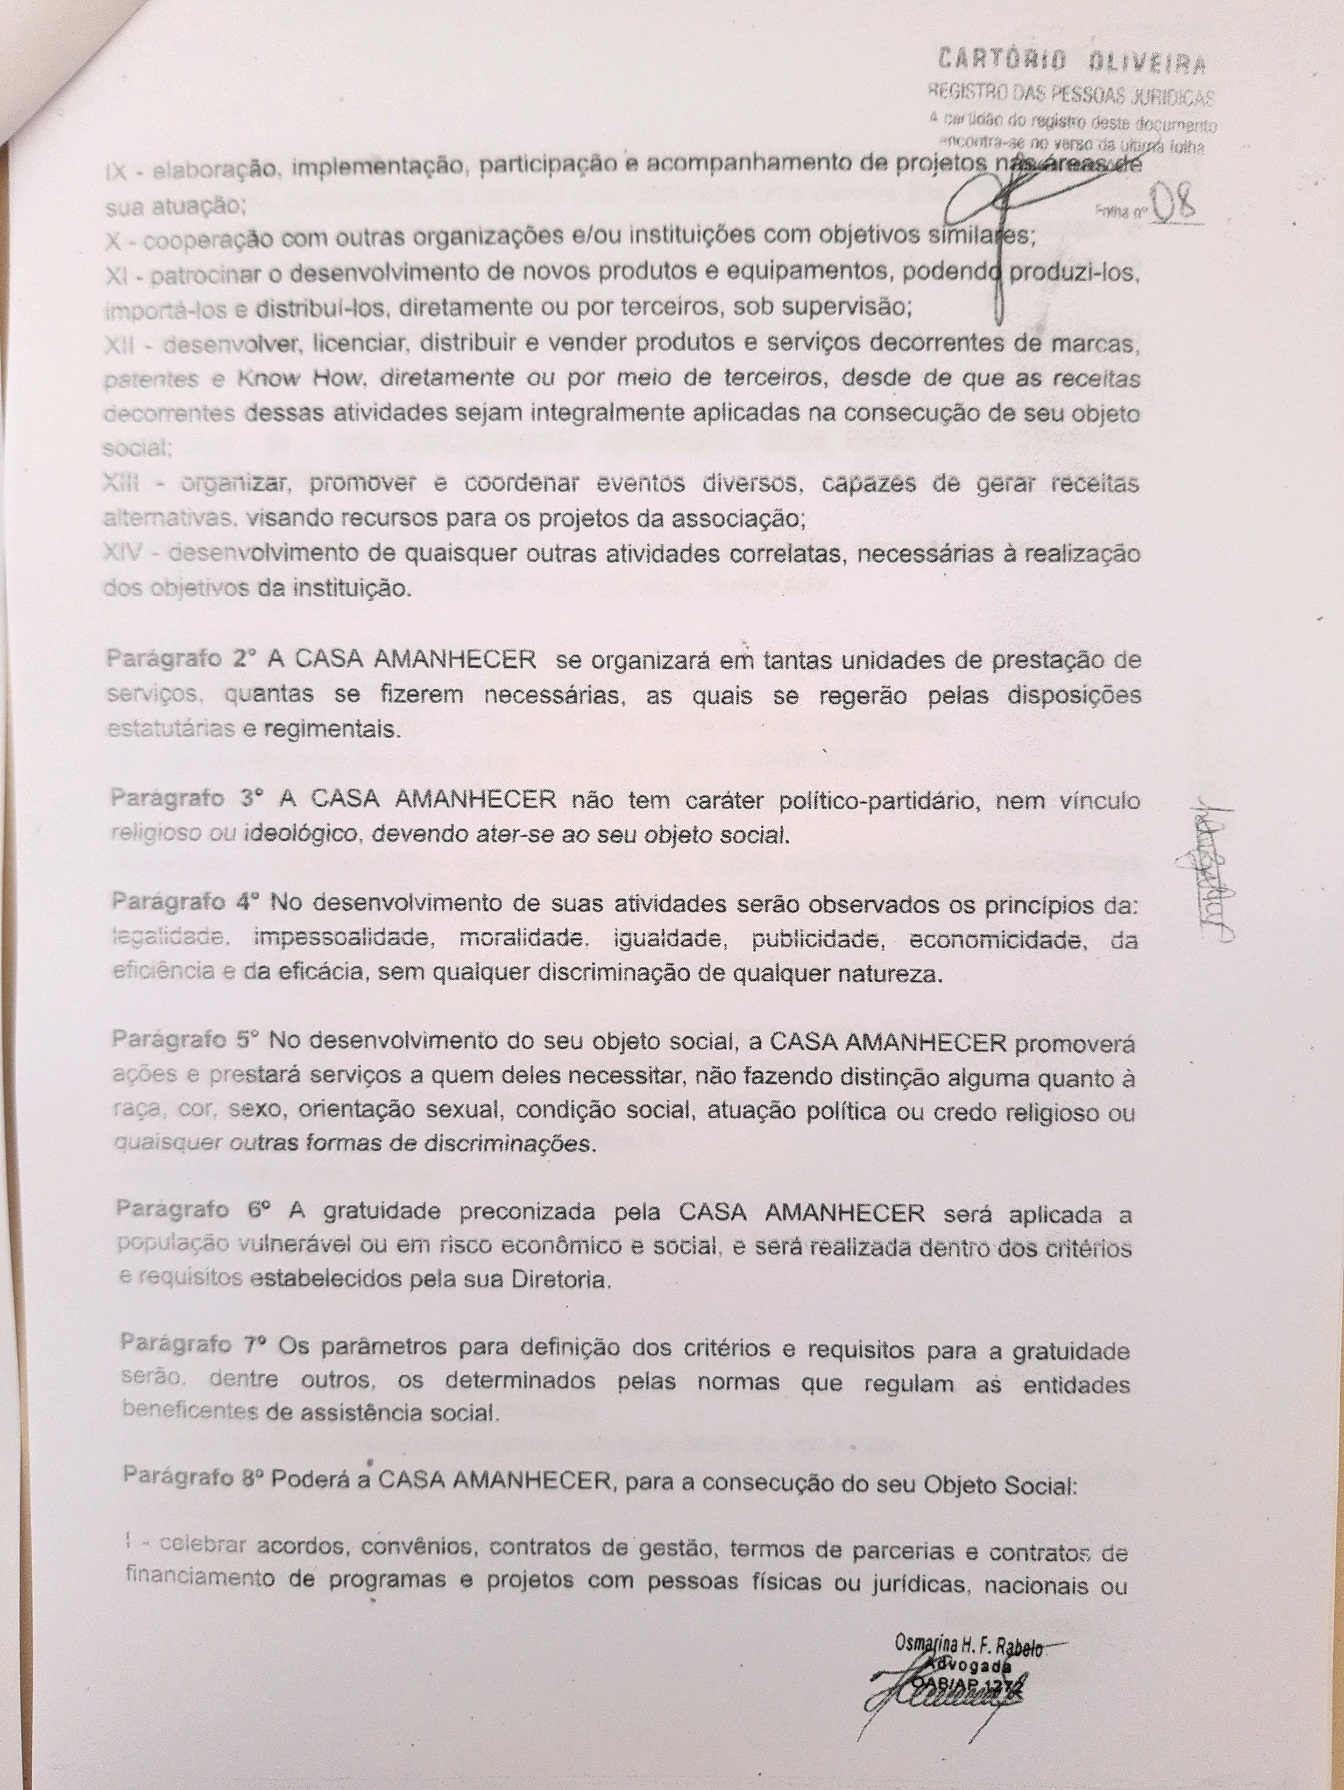 CARTÓRIO OLIVEIRA
REGISTRO DAS PESSOAS JURIDICAS
A certidão do registro deste documento
encontra-se no verso da última folha
Folha nº 08
IX - elaboração, implementação, participação e acompanhamento de projetos nas áreas de
sua atuação;
X - cooperação com outras organizações e/ou instituições com objetivos similares;
XI - patrocinar o desenvolvimento de novos produtos e equipamentos, podendo produzi-los,
importá-los e distribuí-los, diretamente ou por terceiros, sob supervisão;
XII - desenvolver, licenciar, distribuir e vender produtos e serviços decorrentes de marcas,
patentes e Know How, diretamente ou por meio de terceiros, desde de que as receitas
decorrentes dessas atividades sejam integralmente aplicadas na consecução de seu objeto
social;
XIII - organizar, promover e coordenar eventos diversos, capazes de gerar receitas
alternativas, visando recursos para os projetos da associação;
XIV - desenvolvimento de quaisquer outras atividades correlatas, necessárias à realização
dos objetivos da instituição.
Parágrafo 2° A CASA AMANHECER se organizará em tantas unidades de prestação de
serviços, quantas se fizerem necessárias, as quais se regerão pelas disposições
estatutárias e regimentais.
Parágrafo 3° A CASA AMANHECER não tem caráter político-partidário, nem vínculo
religioso ou ideológico, devendo ater-se ao seu objeto social.
Parágrafo 4° No desenvolvimento de suas atividades serão observados os princípios da:
legalidade, impessoalidade, moralidade, igualdade, publicidade, economicidade, da
eficiência e da eficácia, sem qualquer discriminação de qualquer natureza.
Parágrafo 5° No desenvolvimento do seu objeto social, a CASA AMANHECER promoverá
ações e prestará serviços a quem deles necessitar, não fazendo distinção alguma quanto à
raça, cor, sexo, orientação sexual, condição social, atuação política ou credo religioso ou
quaisquer outras formas de discriminações.
Parágrafo 6º A gratuidade preconizada pela CASA AMANHECER será aplicada a
população vulnerável ou em risco econômico e social, e será realizada dentro dos critérios
e requisitos estabelecidos pela sua Diretoria.
Parágrafo 7º Os parâmetros para definição dos critérios e requisitos para a gratuidade
serão, dentre outros, os determinados pelas normas que regulam as entidades
beneficentes de assistência social.
Parágrafo 8º Poderá a CASA AMANHECER, para a consecução do seu Objeto Social:
I - celebrar acordos, convênios, contratos de gestão, termos de parcerias e contratos de
financiamento de programas e projetos com pessoas físicas ou jurídicas, nacionais ou
Osmarina H. F. Rabelo
Advogada
OAB/AP 1272